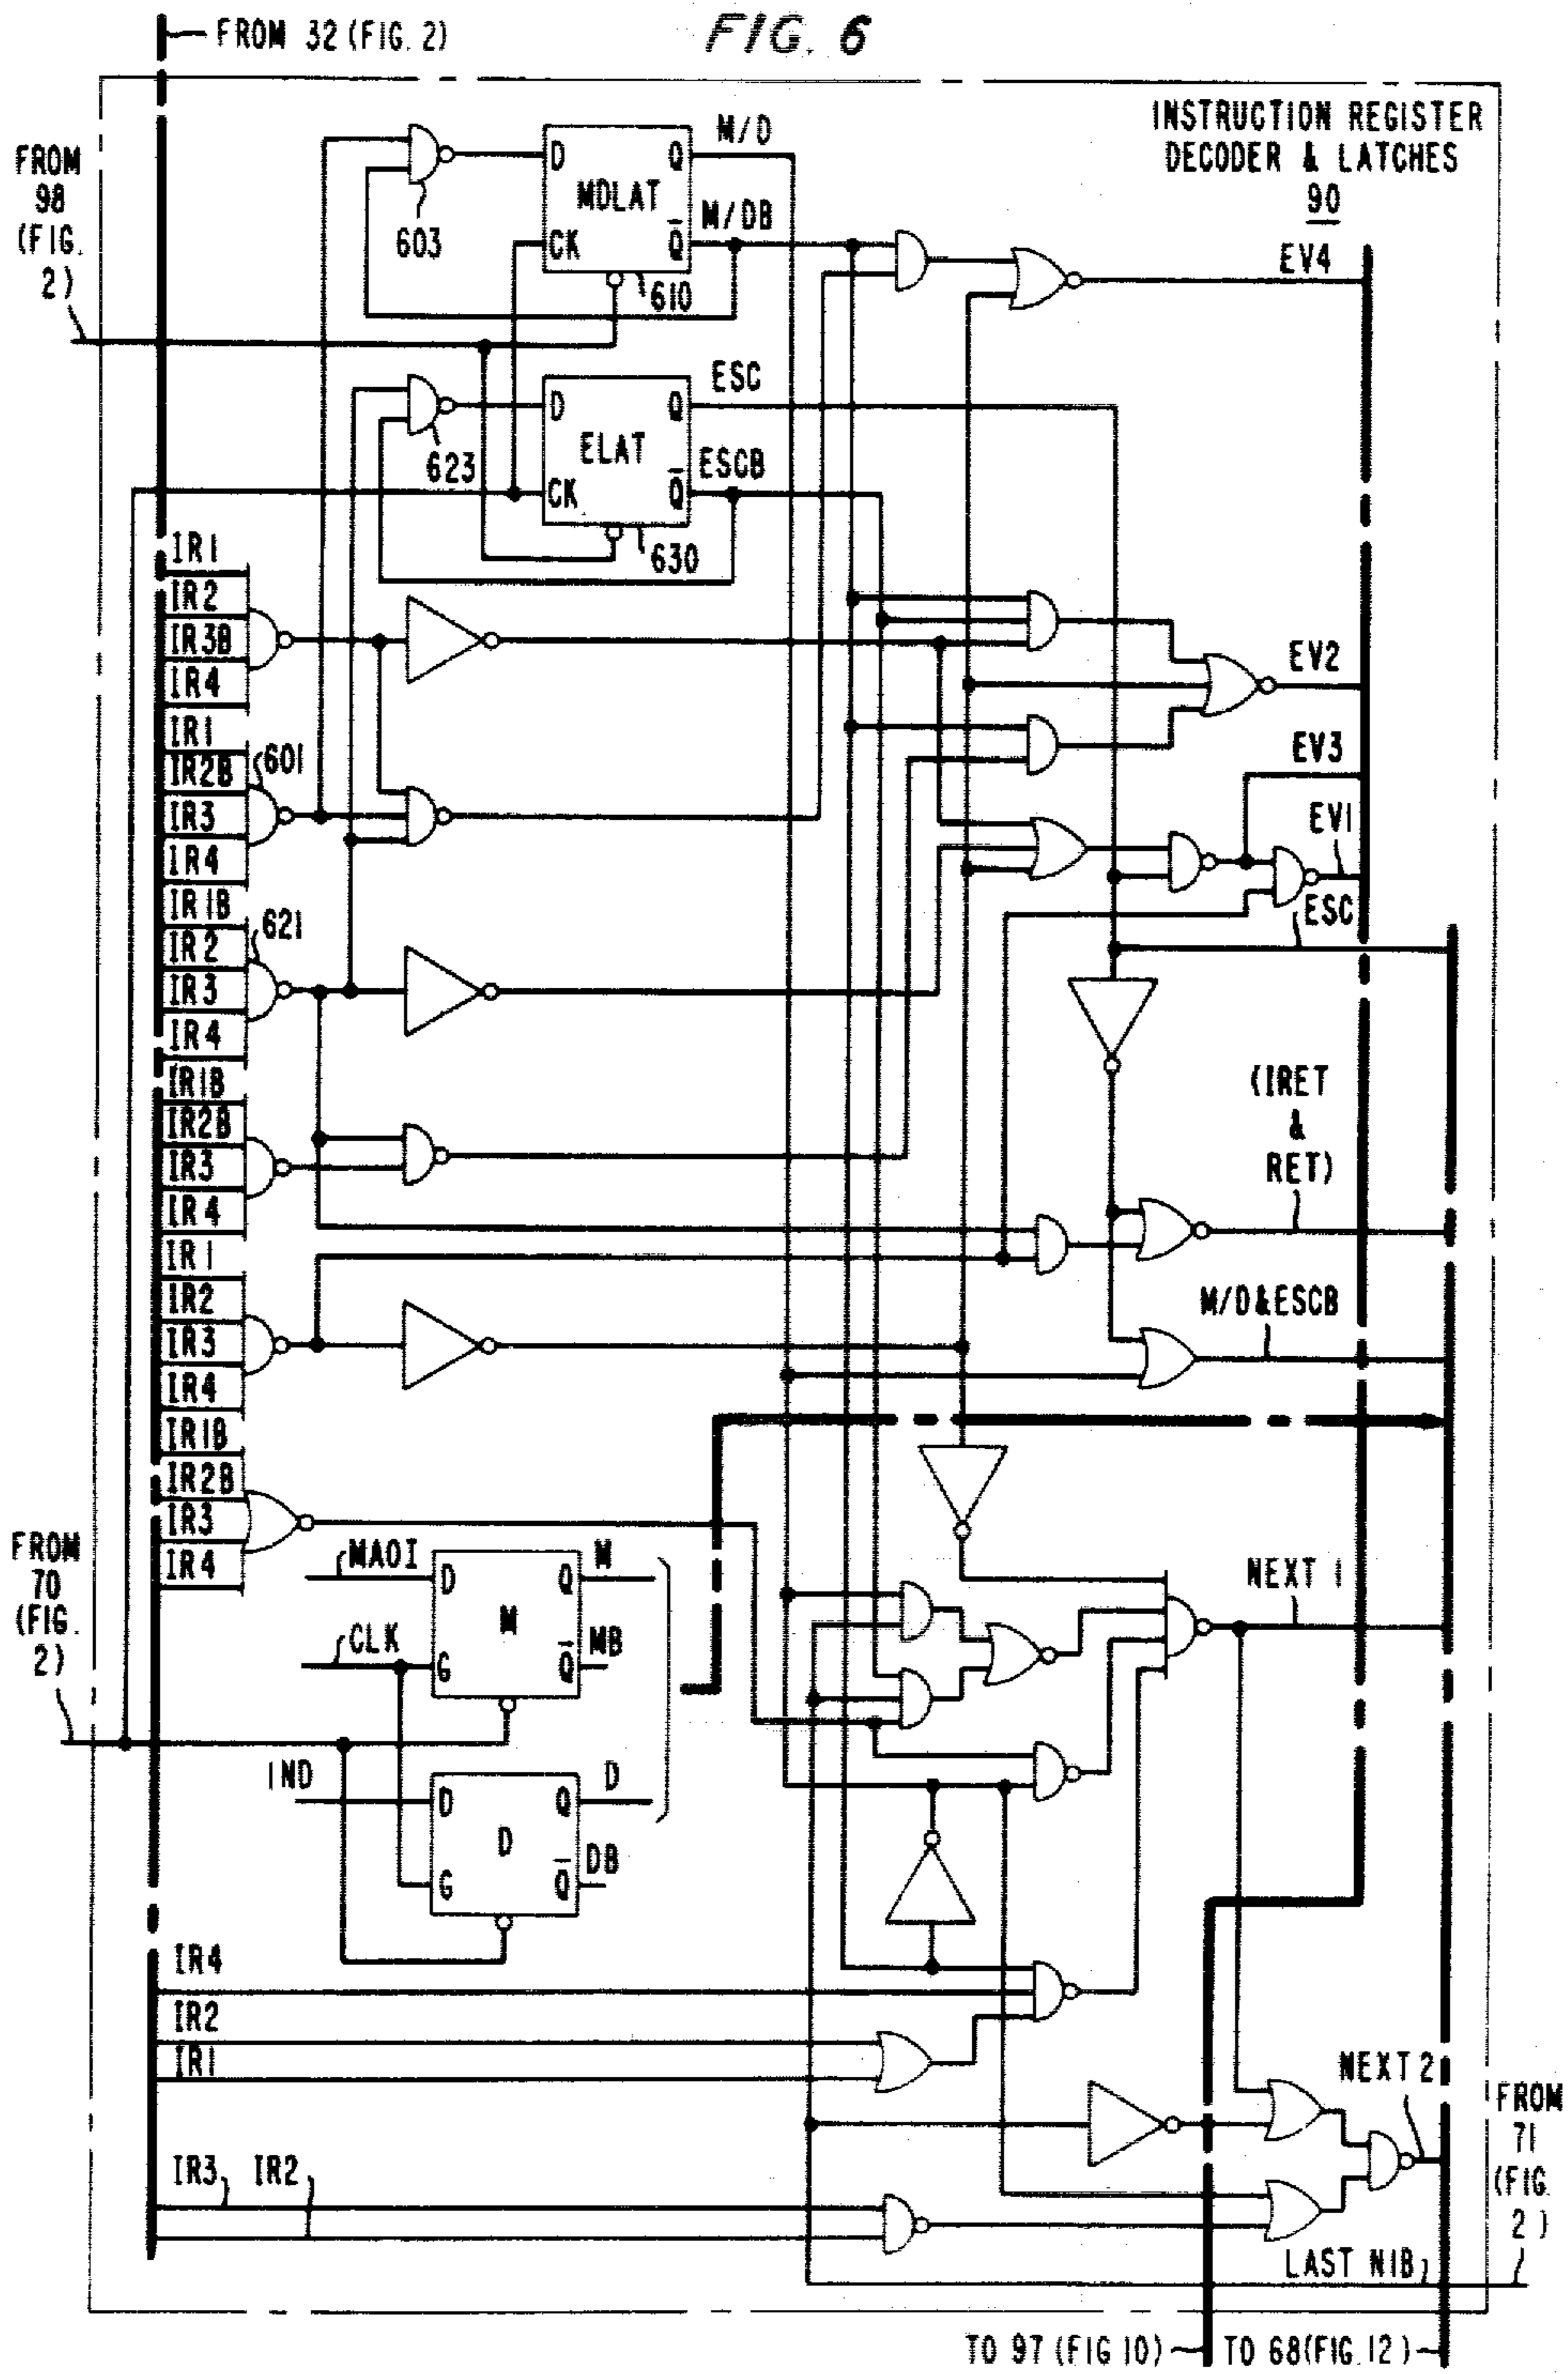 FROM 32 (FIG. 2)
FIG. 6
INSTRUCTION REGISTER
DECODER & LATCHES
90
FROM
98
(FIG.
2)
603
D
Q
MDLAT
CK
Q̅
610
M/D
M/DB
EV4
623
D
Q
ELAT
CK
Q̅
630
ESC
ESCB
IR1
IR2
IR3B
IR4
EV2
IR1
IR2B
IR3
IR4
601
EV3
EV1
ESC
IR1B
IR2
IR3
IR4
621
IR1B
IR2B
IR3
IR4
(IRET
&
RET)
IR1
IR2
IR3
IR4
M/D&ESCB
IR1B
IR2B
IR3
IR4
FROM
70
(FIG.
2)
MAOI
D
Q
M
M
CLK
G
Q̅
MB
NEXT 1
IND
D
Q
D
D
G
Q̅
DB
IR4
IR2
IR1
NEXT 2
FROM
71
(FIG.
2)
IR3
IR2
LAST NIB
TO 97 (FIG 10)
TO 68(FIG. 12)